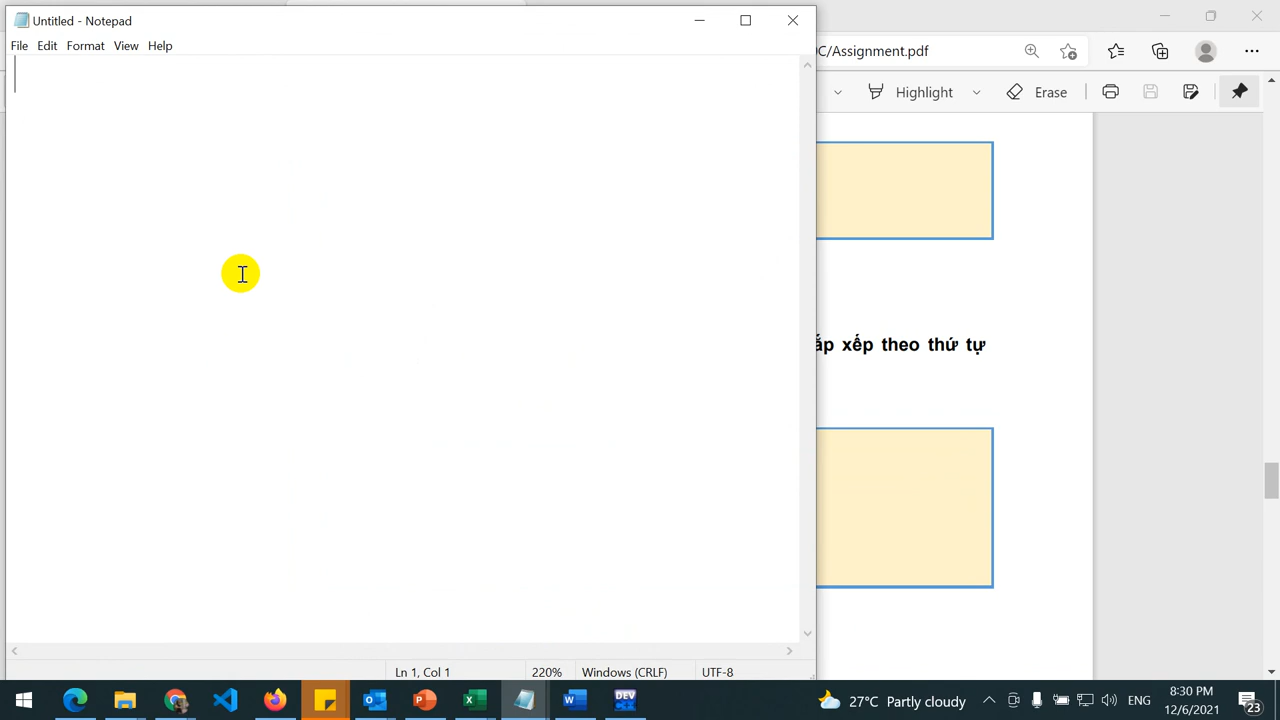 Untitled - Notepad
File Edit Format View Help
C/Assignment.pdf
Highlight
Erase
xếp theo thứ tự
Ln 1, Col 1
220%
Windows (CRLF)
UTF-8
DEV
27°C Partly cloudy
ENG
8:30 PM
12/6/2021
23